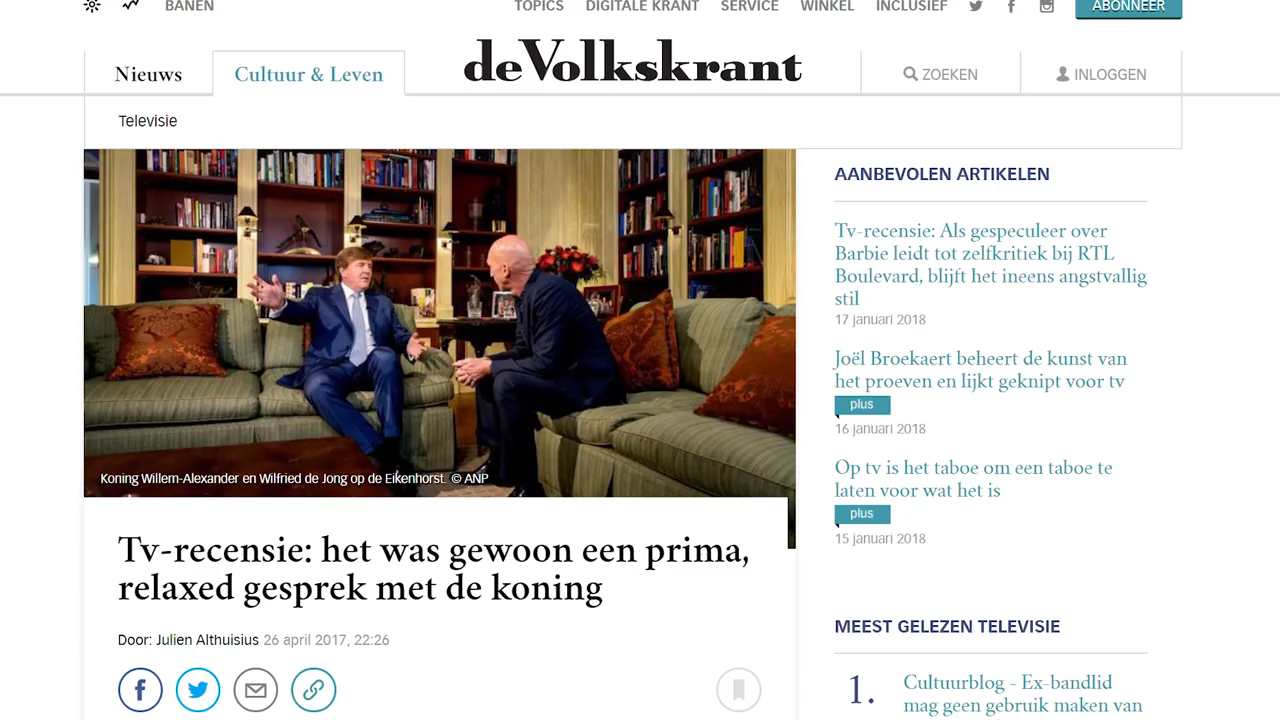 BANEN
TOPICS DIGITALE KRANT SERVICE WINKEL INCLUSIEF
ABONNEER
Nieuws
Cultuur & Leven
de Volkskrant
ZOEKEN
INLOGGEN
Televisie
Koning Willem-Alexander en Wilfried de Jong op de Eikenhorst. © ANP
Tv-recensie: het was gewoon een prima,
relaxed gesprek met de koning
Door: Julien Althuisius 26 april 2017, 22:26
AANBEVOLEN ARTIKELEN
Tv-recensie: Als gespeculeer over
Barbie leidt tot zelfkritiek bij RTL
Boulevard, blijft het ineens angstvallig
stil
17 januari 2018
Joël Broekaert beheert de kunst van
het proeven en lijkt geknipt voor tv
plus
16 januari 2018
Op tv is het taboe om een taboe te
laten voor wat het is
plus
15 januari 2018
MEEST GELEZEN TELEVISIE
1.
Cultuurblog - Ex-bandlid
mag geen gebruik maken van